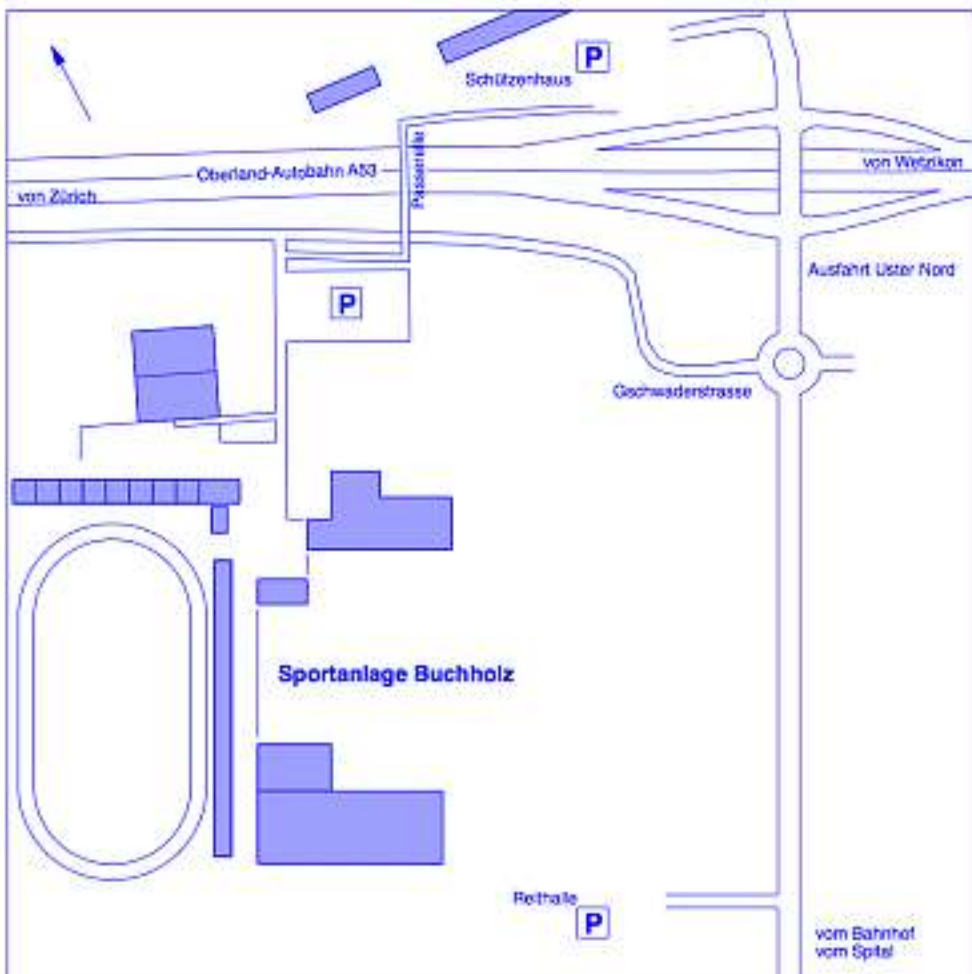 P
Schützenhaus
Passerelle
Oberland-Autobahn A53
von Wetzikon
von Zürich
Ausfahrt Uster Nord
P
Gschwaderstrasse
Sportanlage Buchholz
Reithalle
P
vom Bahnhof
vom Spital